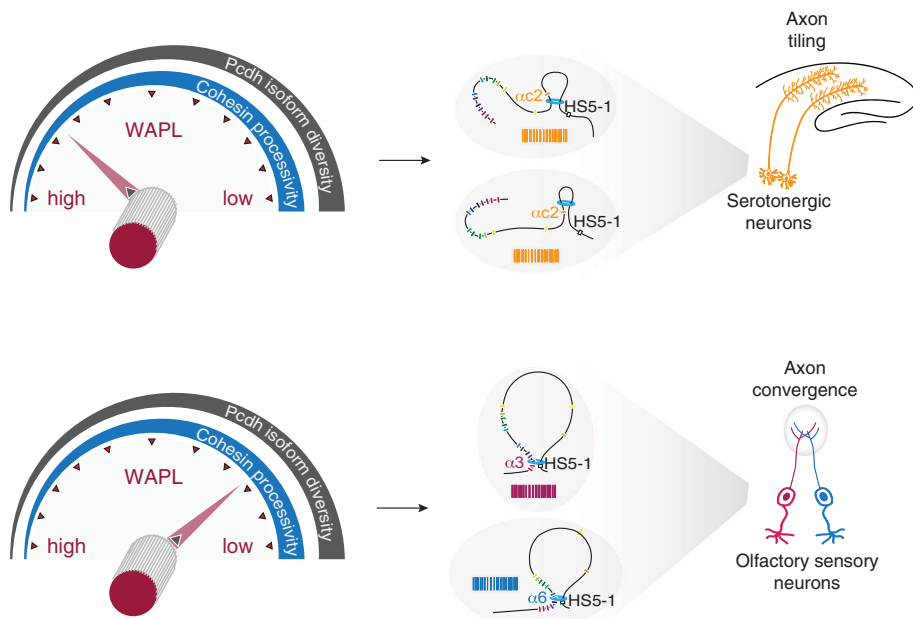 Pcdh isoform diversity
Cohesin processivity
WAPL
high
low
αc2
HS5-1
αc2
HS5-1
Axon
tiling
Serotonergic
neurons
Pcdh isoform diversity
Cohesin processivity
WAPL
high
low
α3
HS5-1
α6
HS5-1
Axon
convergence
Olfactory sensory
neurons